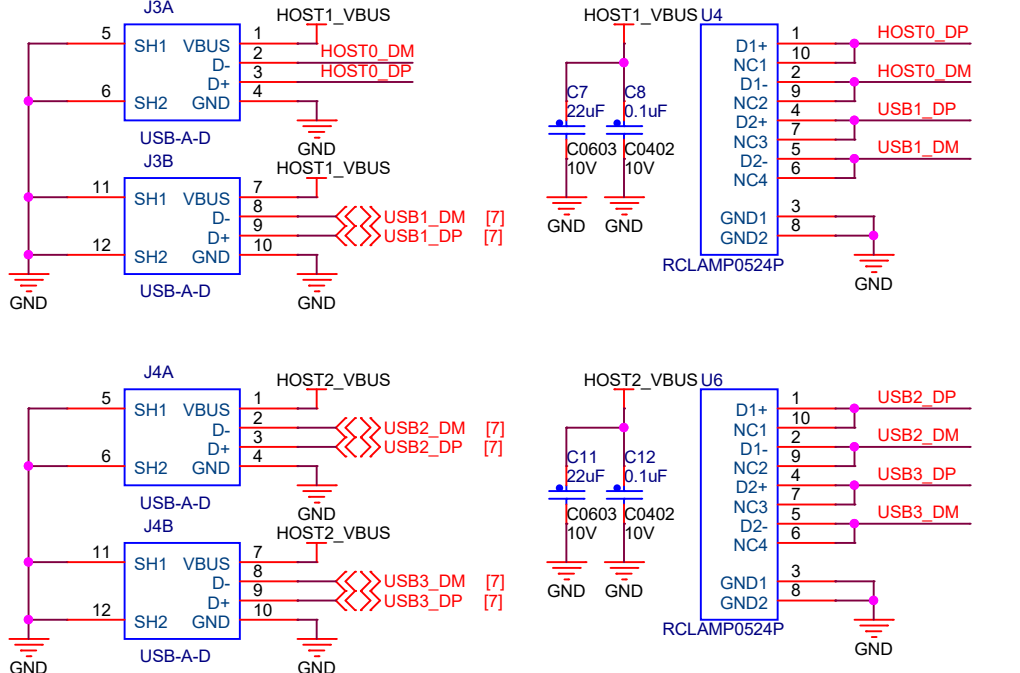 J3A
HOST1_VBUS
5
SH1
VBUS
1
D-
2
HOST0_DM
D+
3
HOST0_DP
6
SH2
GND
4
USB-A-D
GND
J3B
HOST1_VBUS
11
SH1
VBUS
7
D-
8
USB1_DM [7]
D+
9
USB1_DP [7]
12
SH2
GND
10
USB-A-D
GND
GND
HOST1_VBUS
C7
22uF
C0603
10V
GND
C8
0.1uF
C0402
10V
GND
U4
D1+
1
HOST0_DP
NC1
10
D1-
2
HOST0_DM
NC2
9
D2+
4
USB1_DP
NC3
7
D2-
5
USB1_DM
NC4
6
GND1
3
GND2
8
RCLAMP0524P
GND
J4A
HOST2_VBUS
5
SH1
VBUS
1
D-
2
USB2_DM [7]
D+
3
USB2_DP [7]
6
SH2
GND
4
USB-A-D
GND
J4B
HOST2_VBUS
11
SH1
VBUS
7
D-
8
USB3_DM [7]
D+
9
USB3_DP [7]
12
SH2
GND
10
USB-A-D
GND
GND
HOST2_VBUS
C11
22uF
C0603
10V
GND
C12
0.1uF
C0402
10V
GND
U6
D1+
1
USB2_DP
NC1
10
D1-
2
USB2_DM
NC2
9
D2+
4
USB3_DP
NC3
7
D2-
5
USB3_DM
NC4
6
GND1
3
GND2
8
RCLAMP0524P
GND